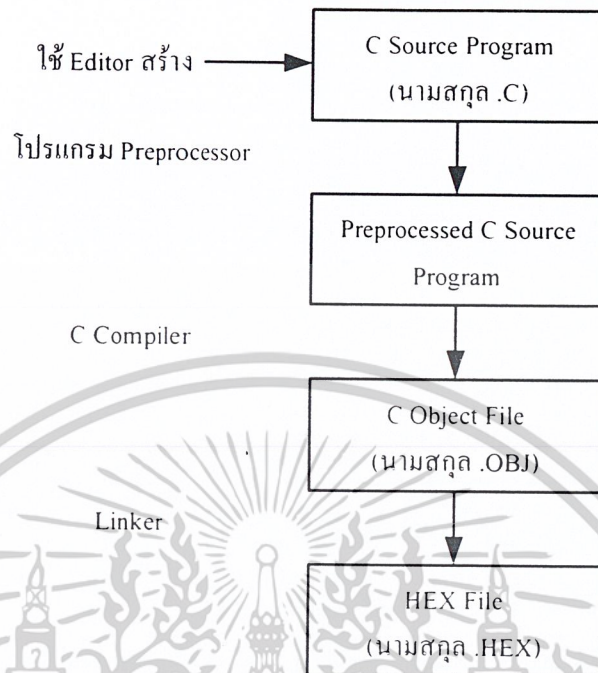 ใช้ Editor สร้าง
C Source Program
(นามสกุล .C)
โปรแกรม Preprocessor
Preprocessed C Source
Program
C Compiler
C Object File
(นามสกุล .OBJ)
Linker
HEX File
(นามสกุล .HEX)